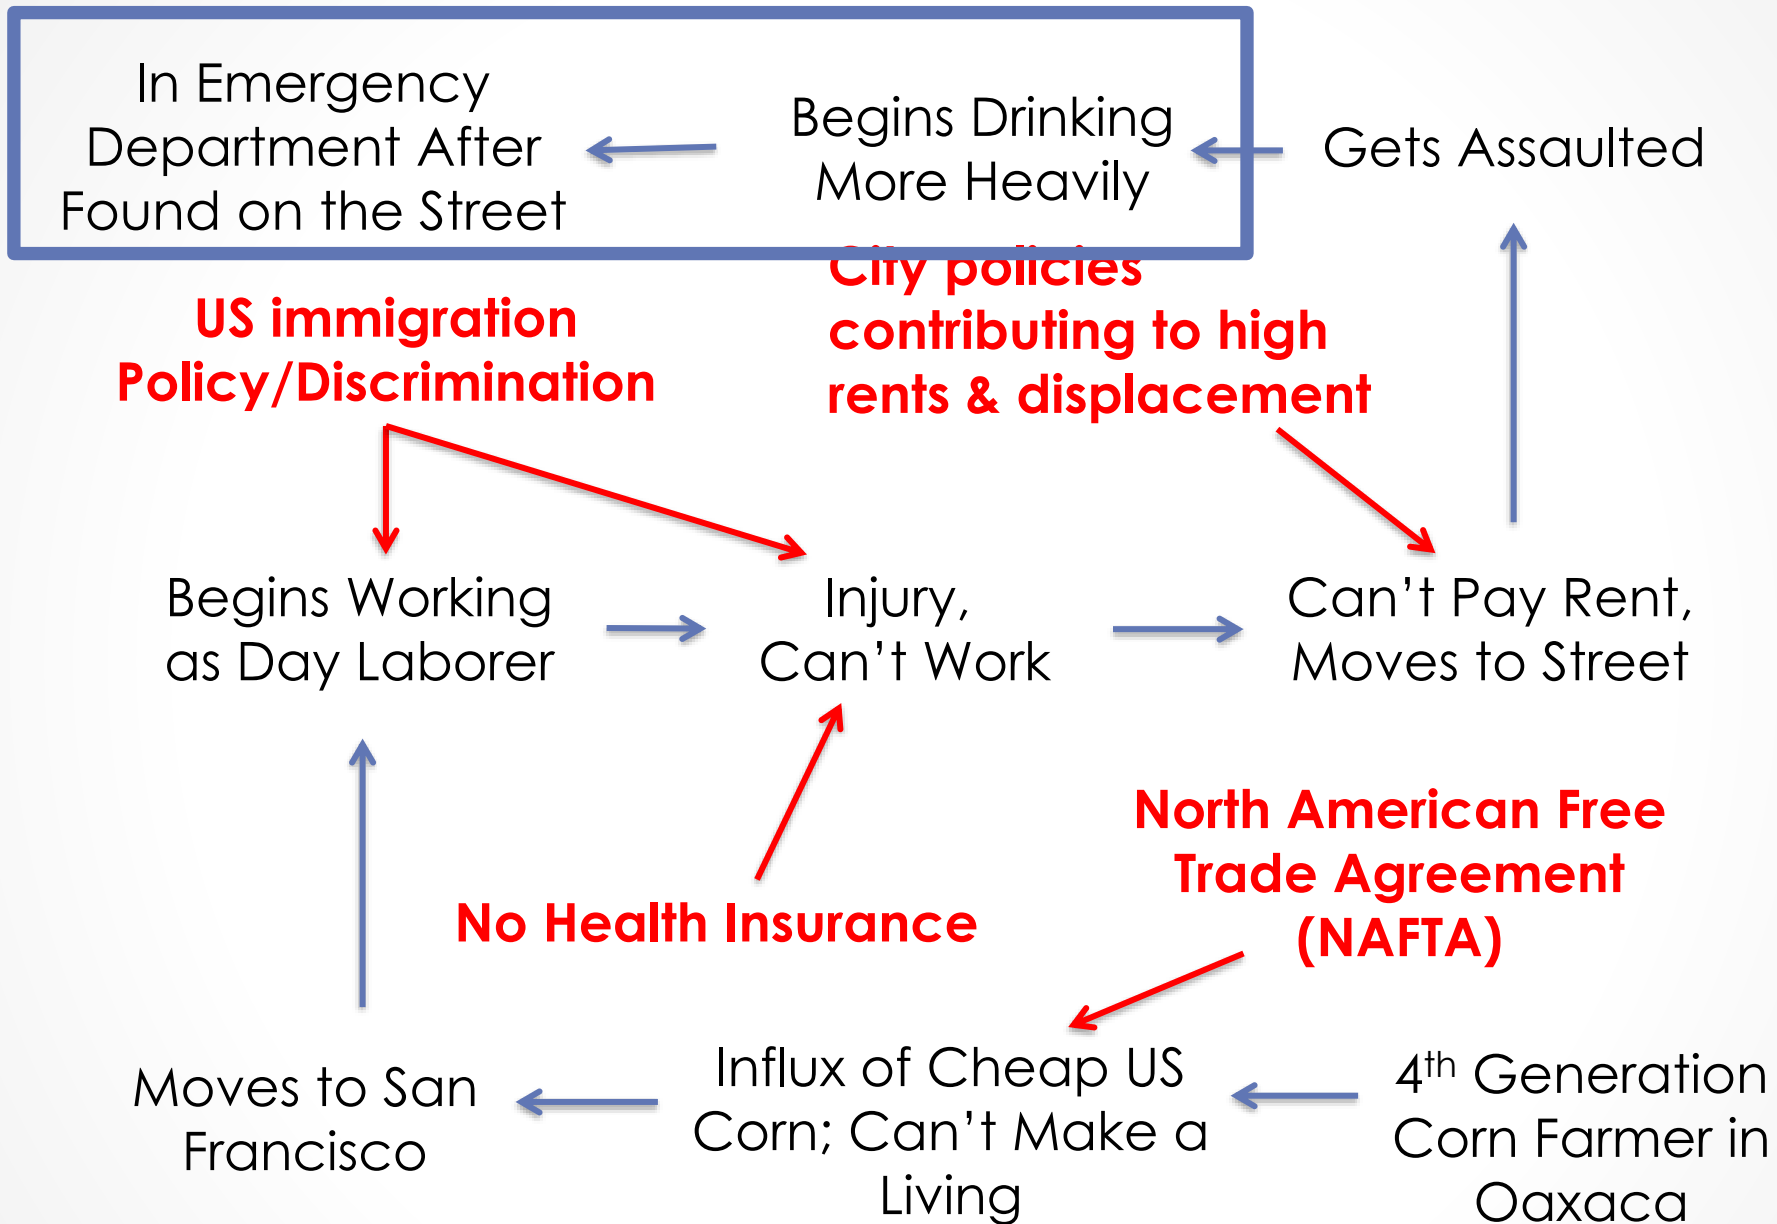 In Emergency
Department After
Found on the Street
Begins Drinking
More Heavily
Gets Assaulted
US immigration
Policy/Discrimination
City policies
contributing to high
rents & displacement
Begins Working
as Day Laborer
Injury,
Can’t Work
Can’t Pay Rent,
Moves to Street
No Health Insurance
North American Free
Trade Agreement
(NAFTA)
Moves to San
Francisco
Influx of Cheap US
Corn; Can’t Make a
Living
4th Generation
Corn Farmer in
Oaxaca